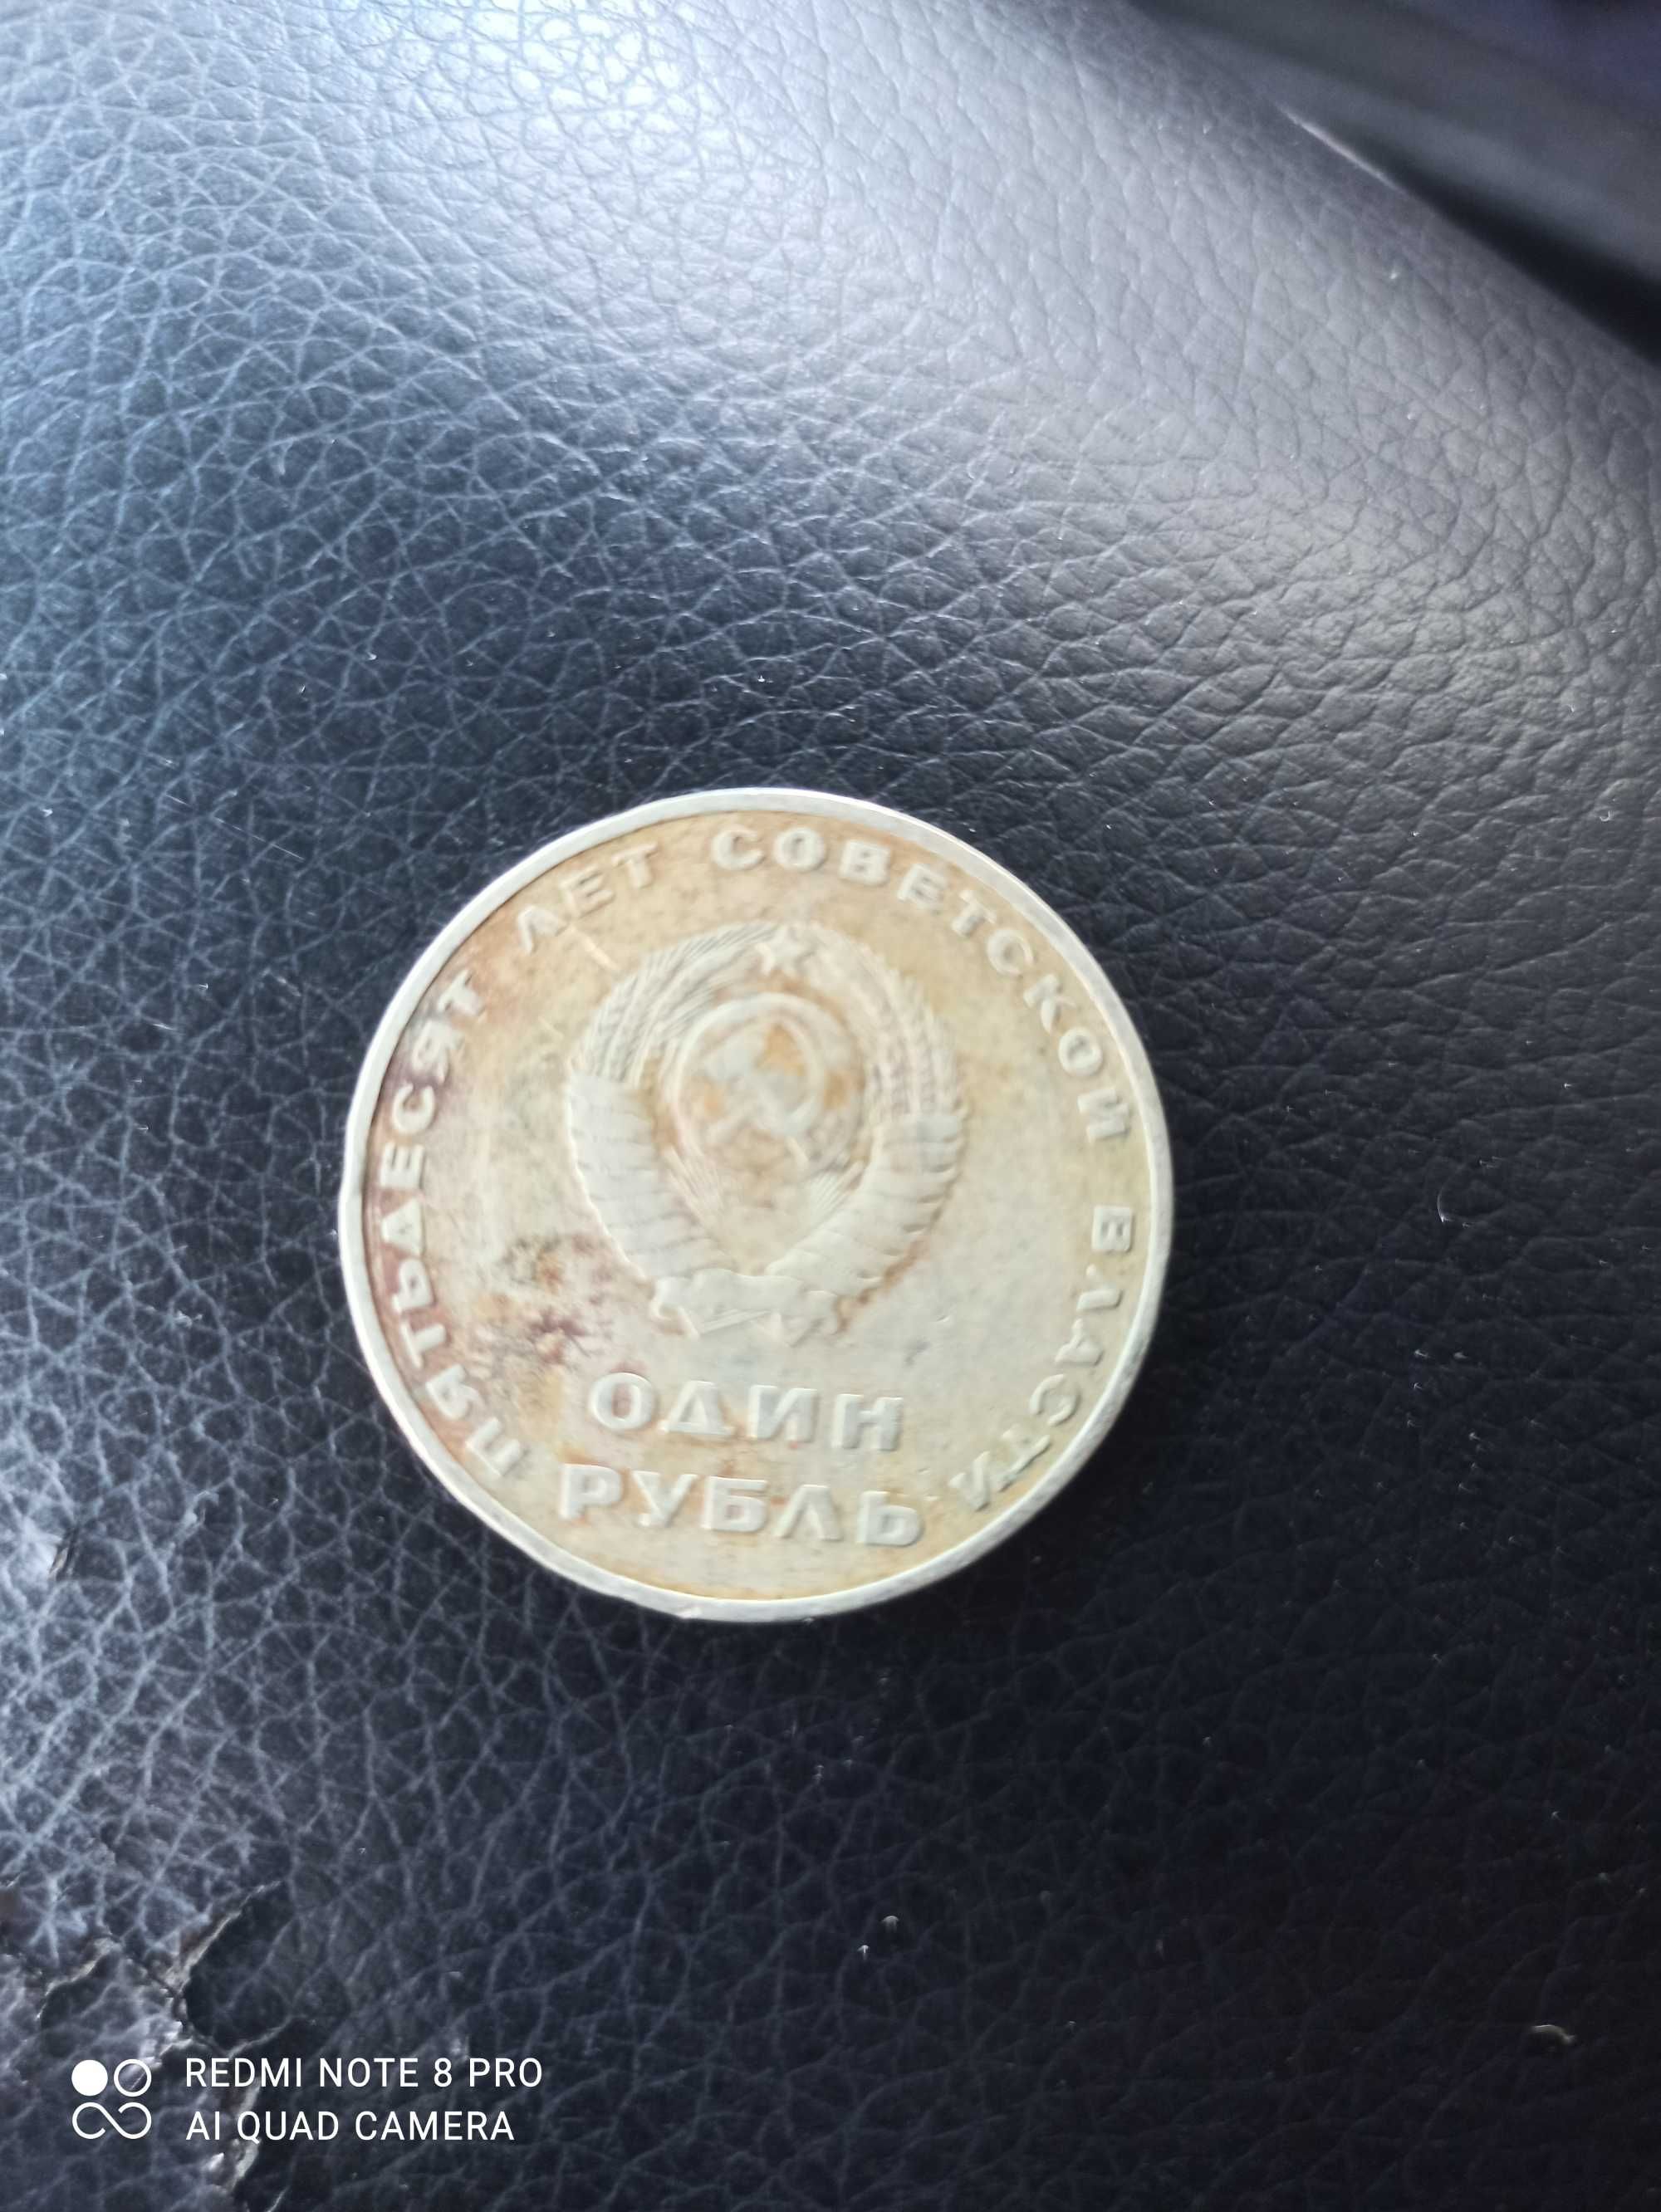 ПЯТЬДЕСЯТ ЛЕТ СОВЕТСКОЙ ВЛАСТИ
ОДИН
РУБЛЬ
REDMI NOTE 8 PRO
AI QUAD CAMERA